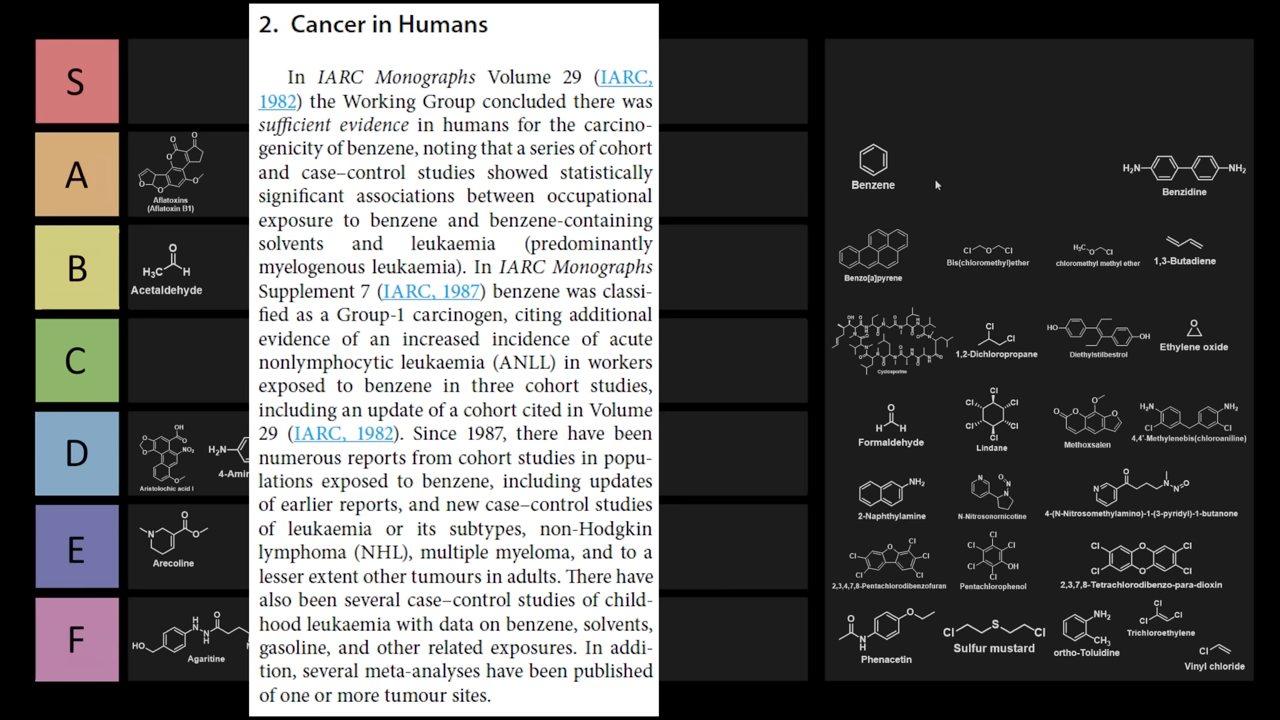 2. Cancer in Humans
In IARC Monographs Volume 29 (IARC,
1982) the Working Group concluded there was
sufficient evidence in humans for the carcino-
genicity of benzene, noting that a series of cohort
and case–control studies showed statistically
significant associations between occupational
exposure to benzene and benzene-containing
solvents and leukaemia (predominantly
myelogenous leukaemia). In IARC Monographs
Supplement 7 (IARC, 1987) benzene was classi-
fied as a Group-1 carcinogen, citing additional
evidence of an increased incidence of acute
nonlymphocytic leukaemia (ANLL) in workers
exposed to benzene in three cohort studies,
including an update of a cohort cited in Volume
29 (IARC, 1982). Since 1987, there have been
numerous reports from cohort studies in popu-
lations exposed to benzene, including updates
of earlier reports, and new case–control studies
of leukaemia or its subtypes, non-Hodgkin
lymphoma (NHL), multiple myeloma, and to a
lesser extent other tumours in adults. There have
also been several case–control studies of child-
hood leukaemia with data on benzene, solvents,
gasoline, and other related exposures. In addi-
tion, several meta-analyses have been published
of one or more tumour sites.
S
A
Aflatoxins
(Aflatoxin B1)
B
Acetaldehyde
C
D
Aristolochic acid I
4-Amin
E
Arecoline
F
Agaritine
Benzene
Benzidine
Benzo[a]pyrene
Bis(chloromethyl)ether
chloromethyl methyl ether
1,3-Butadiene
Cyclosporine
1,2-Dichloropropane
Diethylstilbestrol
Ethylene oxide
Formaldehyde
Lindane
Methoxsalen
4,4'-Methylenebis(chloroaniline)
2-Naphthylamine
N-Nitrosonornicotine
4-(N-Nitrosomethylamino)-1-(3-pyridyl)-1-butanone
2,3,4,7,8-Pentachlorodibenzofuran
Pentachlorophenol
2,3,7,8-Tetrachlorodibenzo-para-dioxin
Phenacetin
Sulfur mustard
ortho-Toluidine
Trichloroethylene
Vinyl chloride